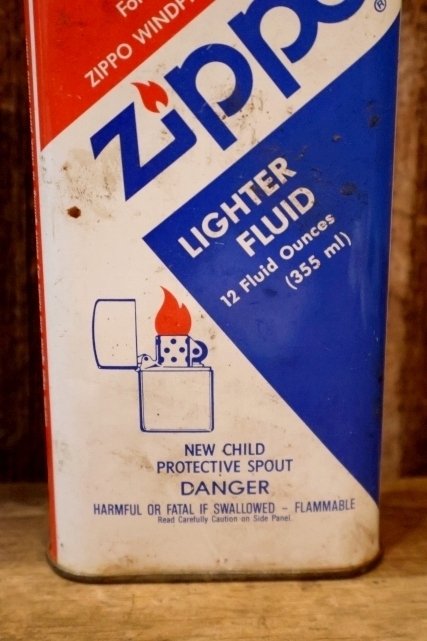 For
ZIPPO WINDP
zippo®
LIGHTER
FLUID
12 Fluid Ounces
(355 ml)
NEW CHILD
PROTECTIVE SPOUT
DANGER
HARMFUL OR FATAL IF SWALLOWED – FLAMMABLE
Read Carefully Caution on Side Panel.